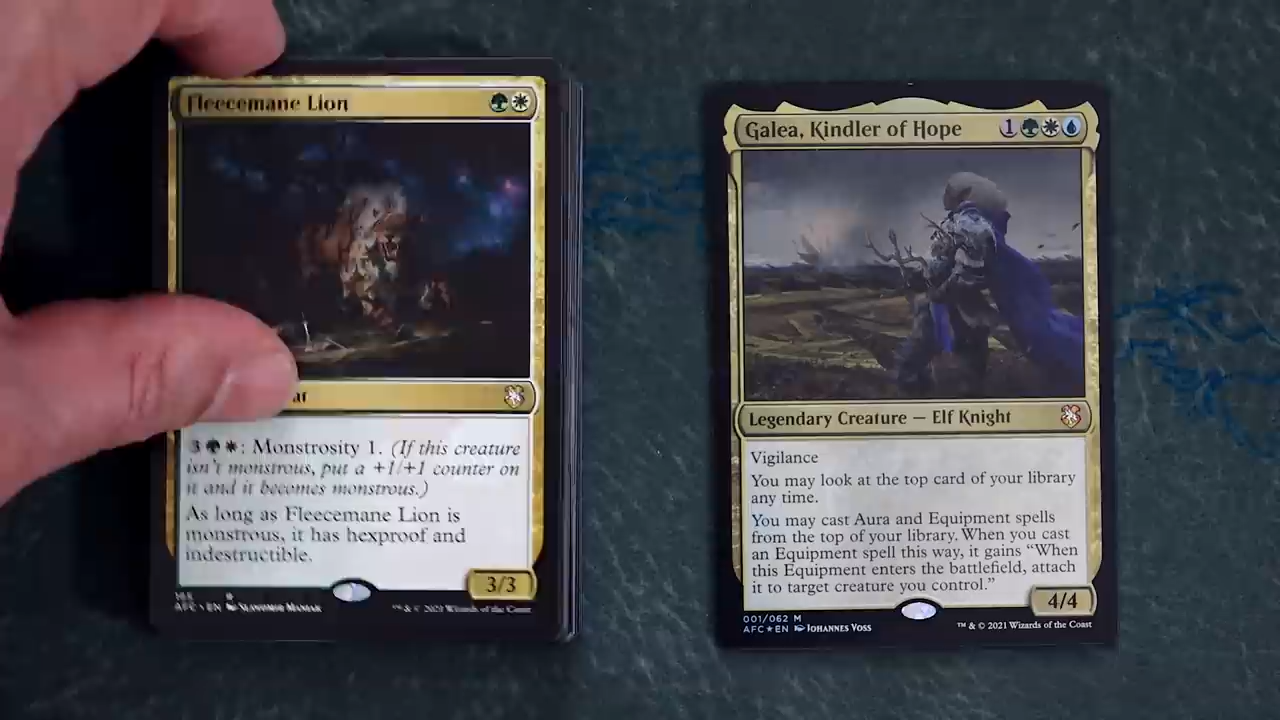 Fleecemane Lion
3 : Monstrosity 1. (If this creature
isn't monstrous, put a +1/+1 counter on
it and it becomes monstrous.)
As long as Fleecemane Lion is
monstrous, it has hexproof and
indestructible.
3/3
AFC • EN Slawomir Maniak
™ & © 2021 Wizards of the Coast
Galea, Kindler of Hope 1
Legendary Creature — Elf Knight
Vigilance
You may look at the top card of your library
any time.
You may cast Aura and Equipment spells
from the top of your library. When you cast
an Equipment spell this way, it gains “When
this Equipment enters the battlefield, attach
it to target creature you control.”
4/4
001/062 M
AFC★EN Johannes Voss
™ & © 2021 Wizards of the Coast